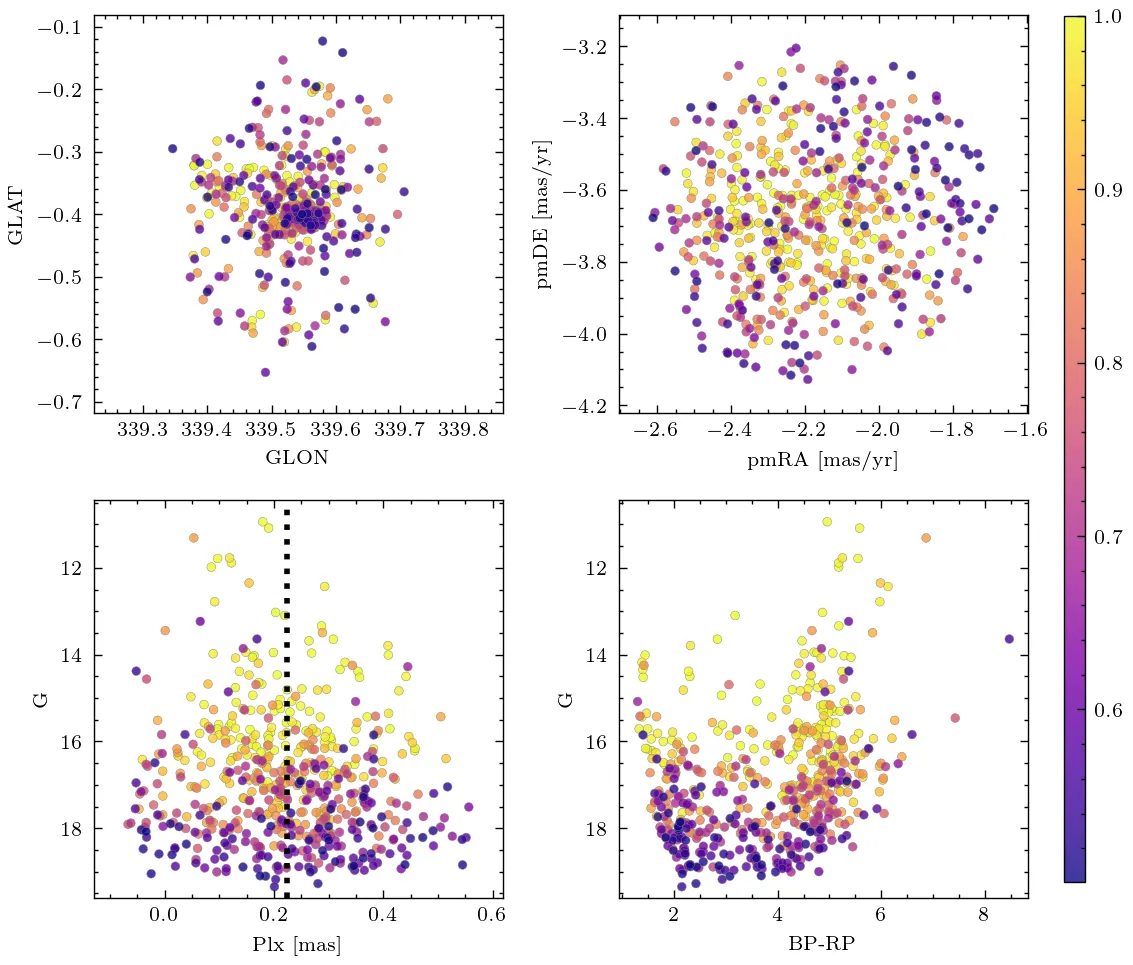 −0.1
−0.2
−0.3
−0.4
−0.5
−0.6
−0.7
GLAT
339.3 339.4 339.5 339.6 339.7 339.8
GLON
−3.2
−3.4
−3.6
−3.8
−4.0
−4.2
pmDE [mas/yr]
−2.6 −2.4 −2.2 −2.0 −1.8 −1.6
pmRA [mas/yr]
1.0
0.9
0.8
0.7
0.6
12
14
16
18
G
0.0 0.2 0.4 0.6
Plx [mas]
12
14
16
18
G
2 4 6 8
BP-RP